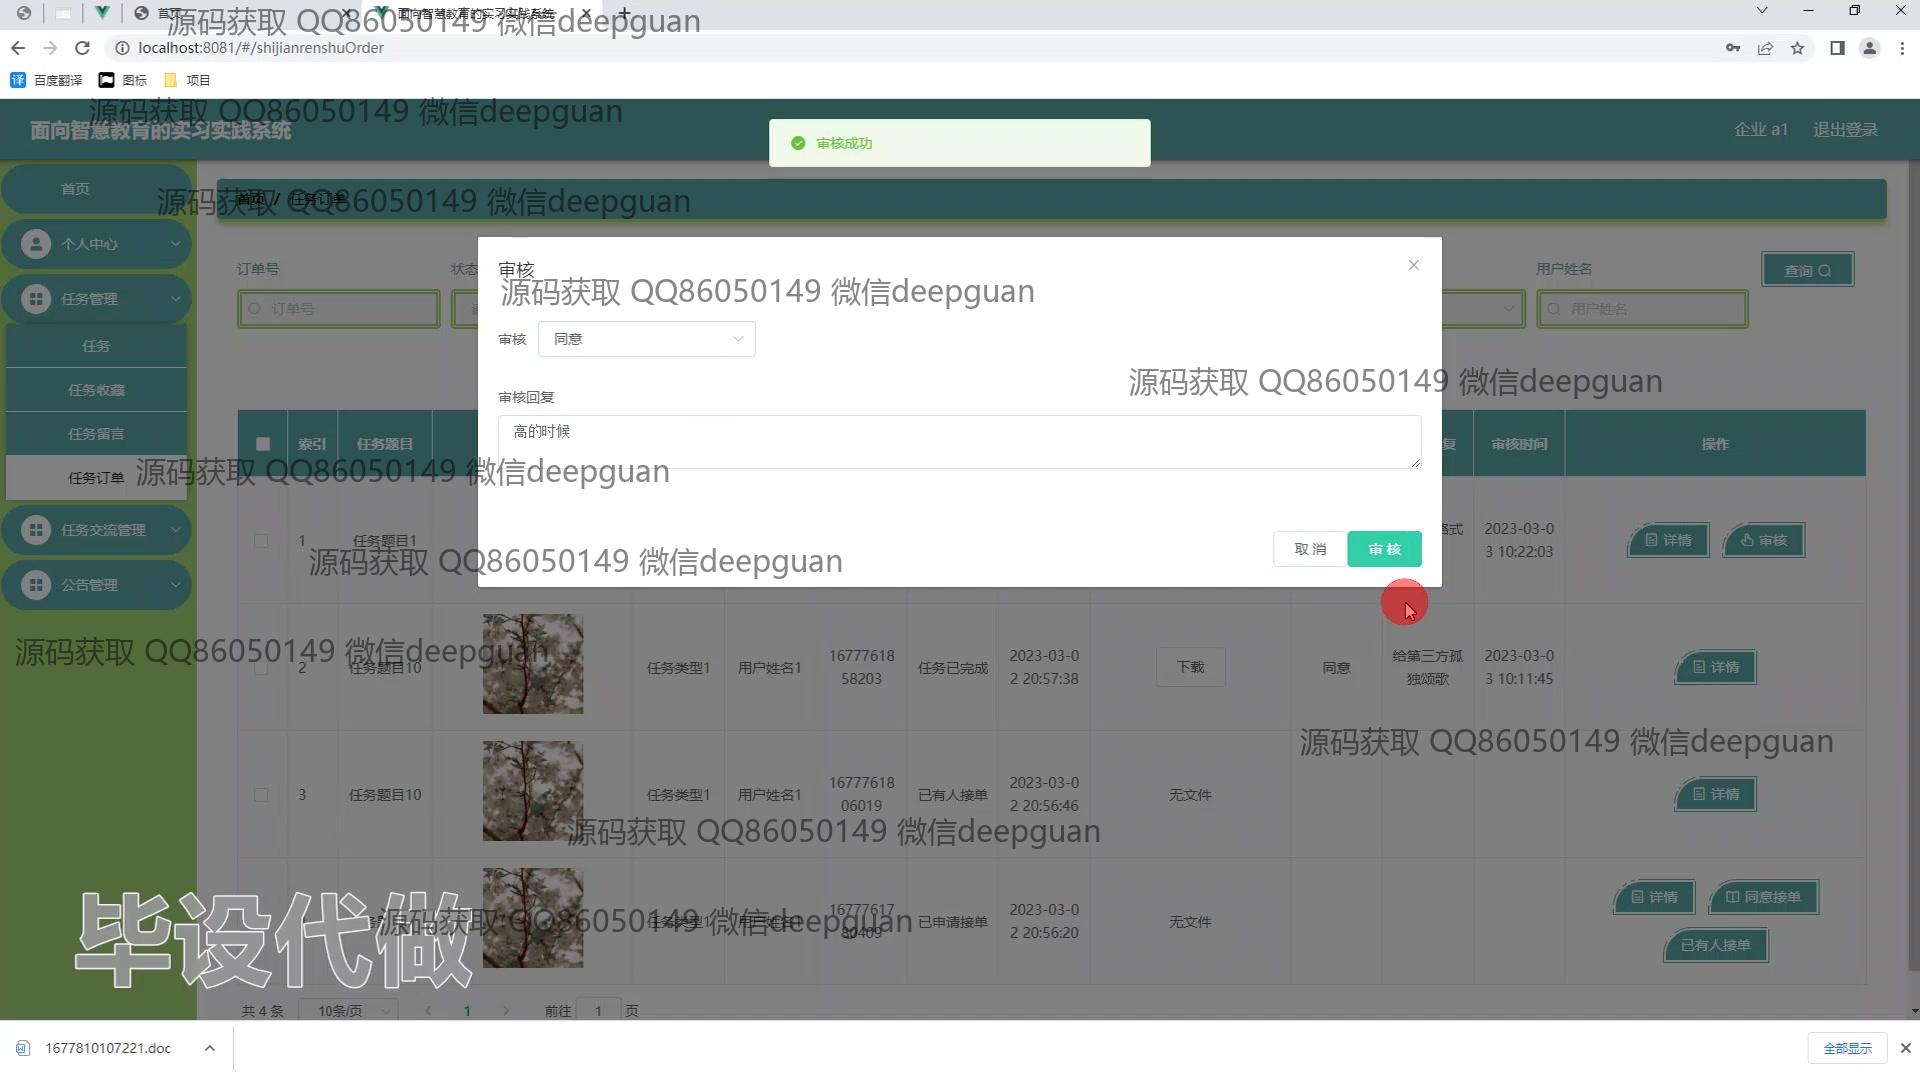 首页
面向智慧教育的实习实践系统
localhost:8081/#/shijianrenshuOrder
百度翻译 图标 项目
源码获取 QQ86050149 微信deepguan
源码获取 QQ86050149 微信deepguan
面向智慧教育的实习实践系统
审核成功
企业 a1 退出登录
首页
个人中心
任务管理
任务
任务收藏
任务留言
任务订单
任务交流管理
公告管理
首页 / 任务订单
源码获取 QQ86050149 微信deepguan
订单号 状态 用户姓名 查询
订单号 用户姓名
审核
源码获取 QQ86050149 微信deepguan
审核 同意
源码获取 QQ86050149 微信deepguan
审核回复
高的时候
取 消 审 核
索引 任务题目 复 审核时间 操作
源码获取 QQ86050149 微信deepguan
1 任务题目1 格式 2023-03-0
3 10:22:03 详情 审核
源码获取 QQ86050149 微信deepguan
源码获取 QQ86050149 微信deepguan
2 任务题目10 任务类型1 用户姓名1 16777618
58203 任务已完成 2023-03-0
2 20:57:38 下载 同意 给第三方孤
独颂歌 2023-03-0
3 10:11:45 详情
源码获取 QQ86050149 微信deepguan
3 任务题目10 任务类型1 用户姓名1 16777618
06019 已有人接单 2023-03-0
2 20:56:46 无文件 详情
源码获取 QQ86050149 微信deepguan
任务类型1 用户姓名1 16777617
80409 已申请接单 2023-03-0
2 20:56:20 无文件 详情 同意接单
已有人接单
源码获取 QQ86050149 微信deepguan
毕设代做
共 4 条 10条/页 1 前往 1 页
1677810107221.doc 全部显示